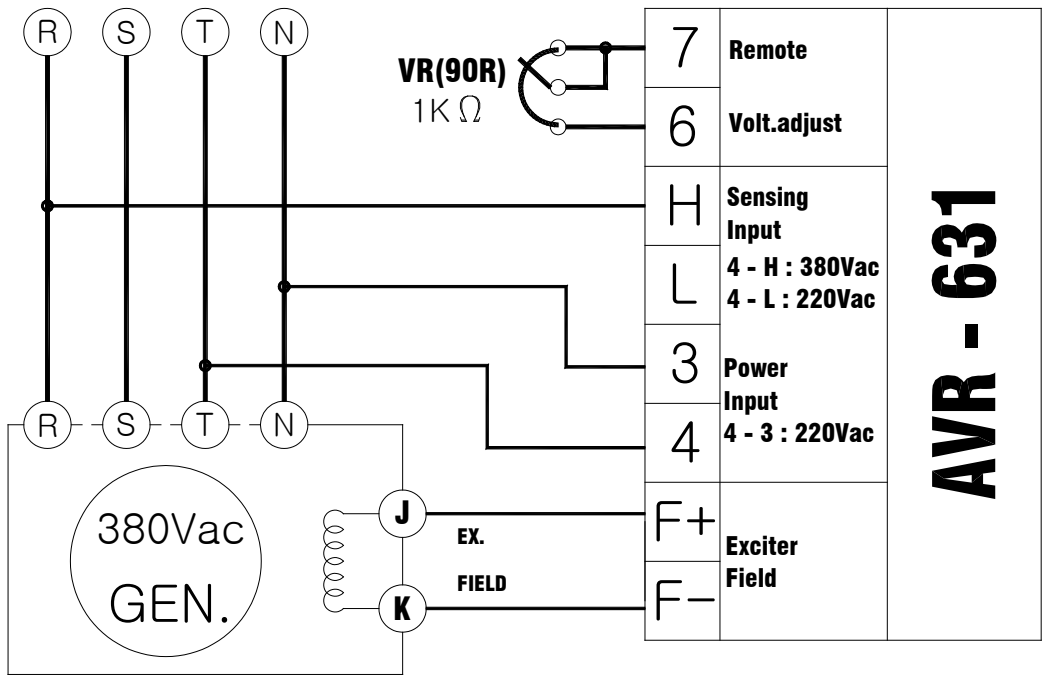 R S T N
VR(90R)
1K Ω
7 Remote
6 Volt.adjust
H Sensing
Input
L 4 - H : 380Vac
4 - L : 220Vac
3 Power
Input
4 4 - 3 : 220Vac
F+ Exciter
F- Field
AVR - 631
R S T N
380Vac
GEN.
J
EX.
FIELD
K